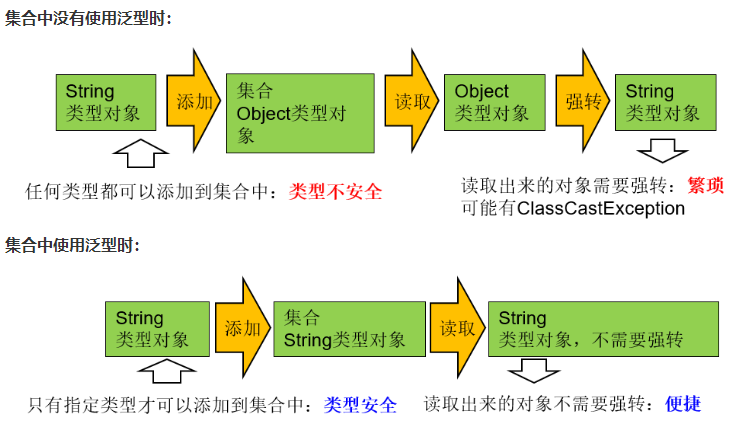 集合中没有使用泛型时：
String
类型对象
添加
集合
Object类型对
象
读取
Object
类型对象
强转
String
类型对象
任何类型都可以添加到集合中：类型不安全
读取出来的对象需要强转：繁琐
可能有ClassCastException
集合中使用泛型时：
String
类型对象
添加
集合
String类型对象
读取
String
类型对象，不需要强转
只有指定类型才可以添加到集合中：类型安全
读取出来的对象不需要强转：便捷